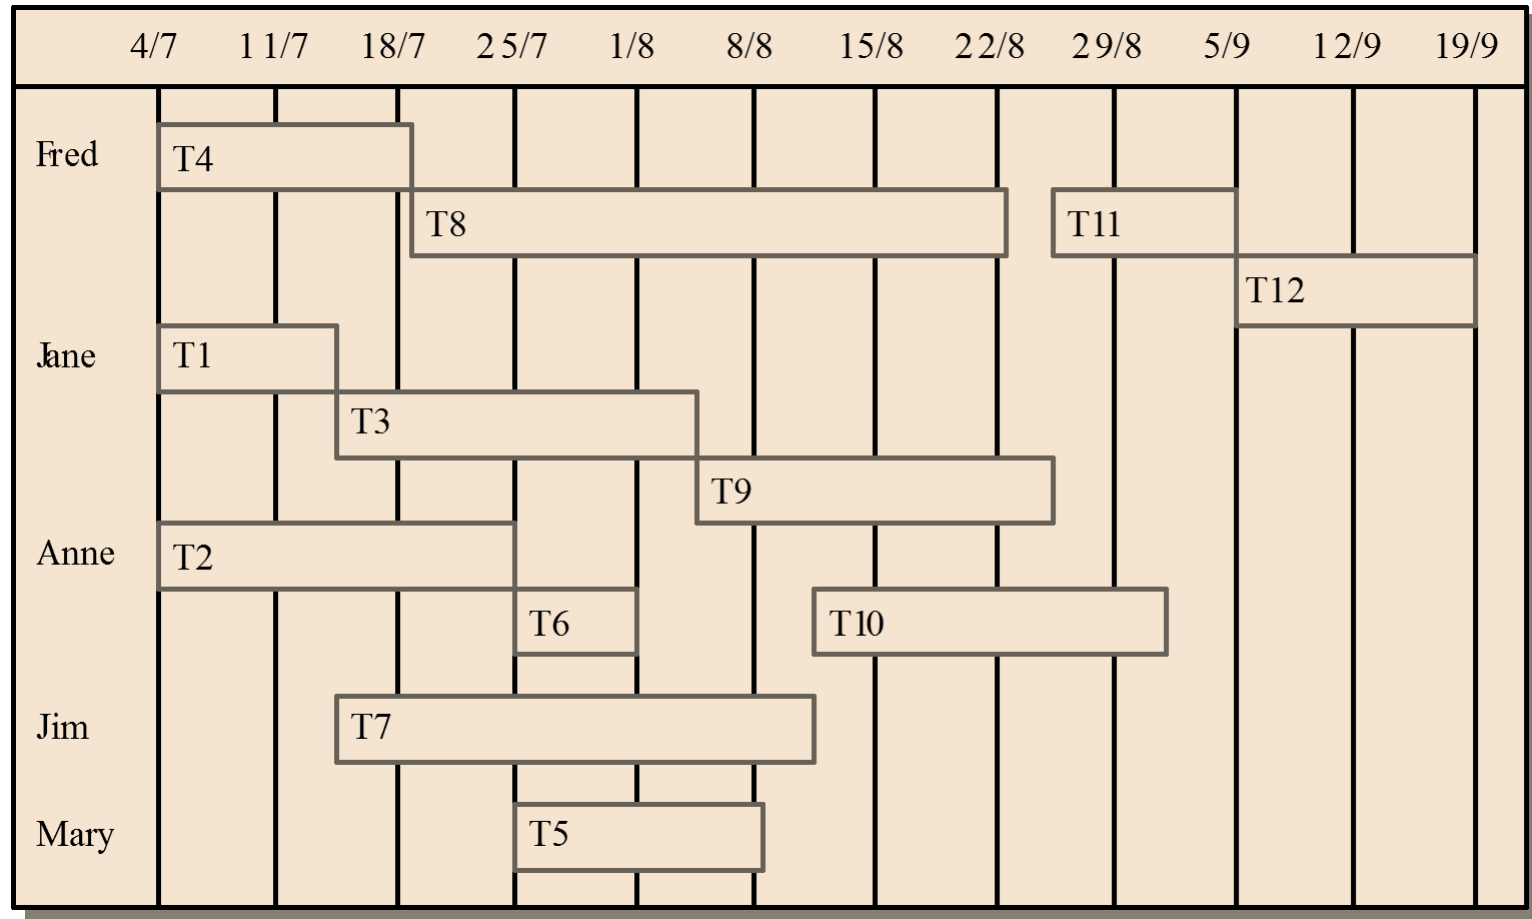 4/7 11/7 18/7 25/7 1/8 8/8 15/8 22/8 29/8 5/9 12/9 19/9
Fred T4
T8 T11
T12
Jane T1
T3
T9
Anne T2
T6 T10
Jim T7
Mary T5